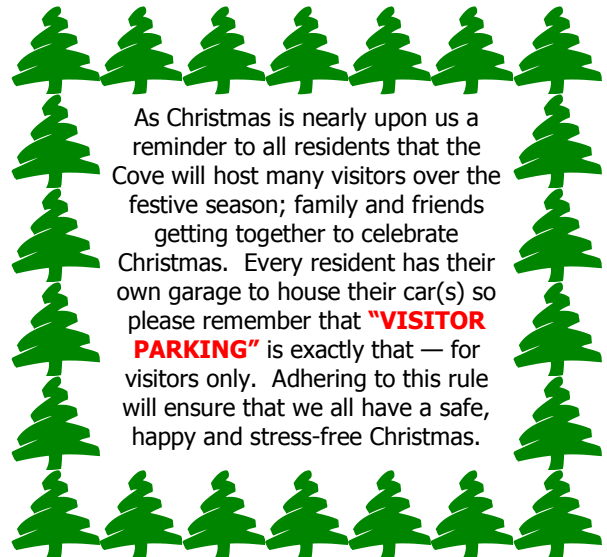 As Christmas is nearly upon us a
reminder to all residents that the
Cove will host many visitors over the
festive season; family and friends
getting together to celebrate
Christmas.  Every resident has their
own garage to house their car(s) so
please remember that “VISITOR
PARKING” is exactly that — for
visitors only.  Adhering to this rule
will ensure that we all have a safe,
happy and stress-free Christmas.